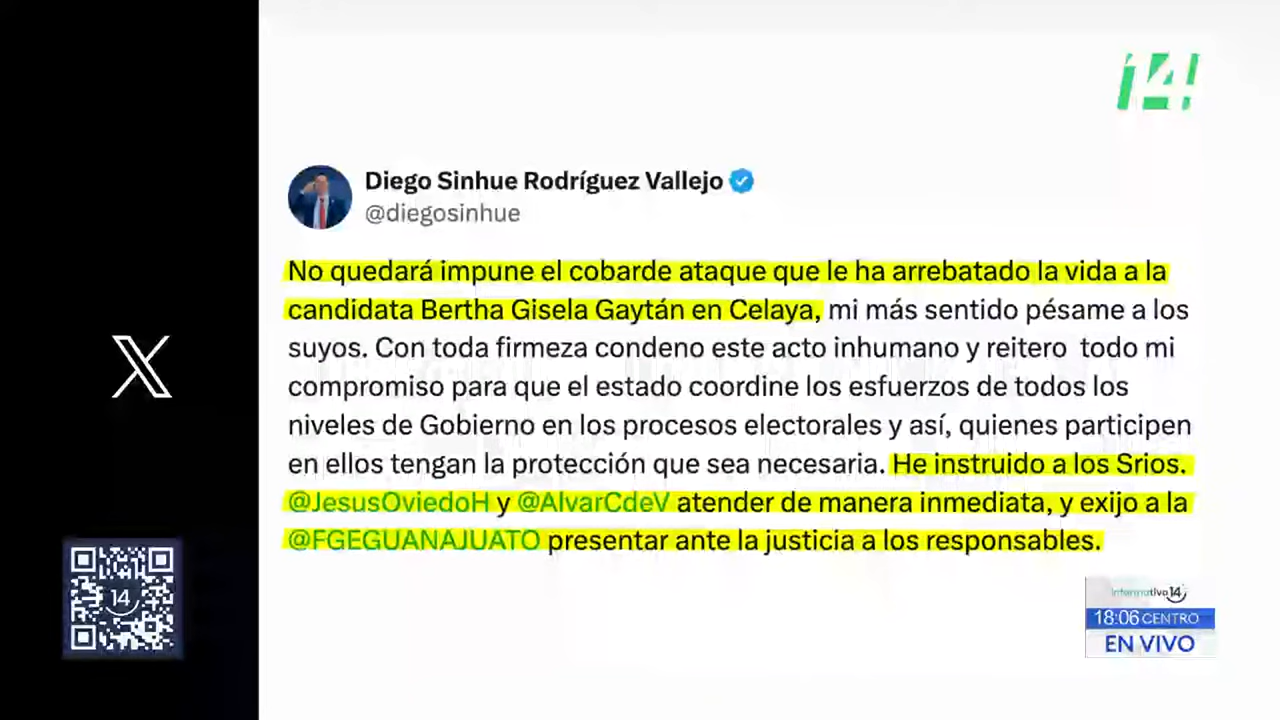 14!
Diego Sinhue Rodríguez Vallejo
@diegosinhue
No quedará impune el cobarde ataque que le ha arrebatado la vida a la
candidata Bertha Gisela Gaytán en Celaya, mi más sentido pésame a los
suyos. Con toda firmeza condeno este acto inhumano y reitero  todo mi
compromiso para que el estado coordine los esfuerzos de todos los
niveles de Gobierno en los procesos electorales y así, quienes participen
en ellos tengan la protección que sea necesaria. He instruido a los Srios.
@JesusOviedoH y @AlvarCdeV atender de manera inmediata, y exijo a la
@FGEGUANAJUATO presentar ante la justicia a los responsables.
X
14
informativo14
18:06 CENTRO
EN VIVO